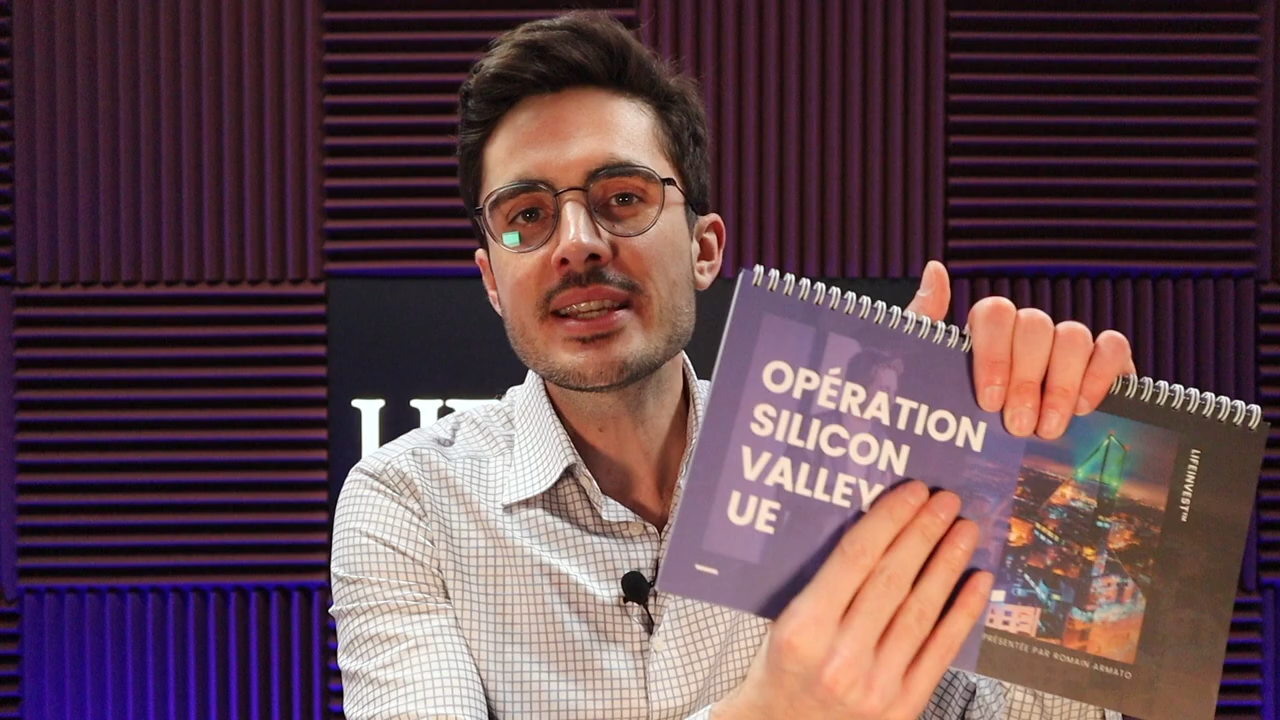 OPÉRATION
SILICON
VALLEY
UE
LIFEINVEST™
PRÉSENTÉE PAR ROMAIN ARMATO